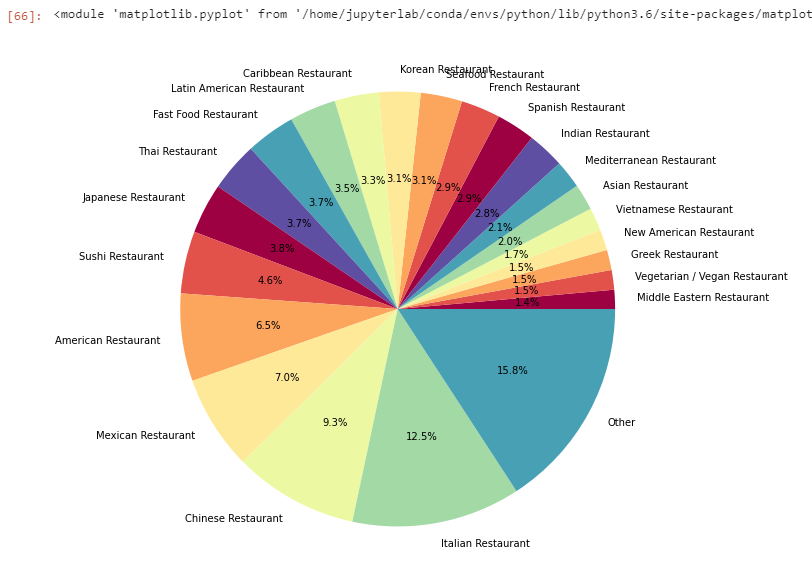 [66]: <module 'matplotlib.pyplot' from '/home/jupyterlab/conda/envs/python/lib/python3.6/site-packages/matplot
Korean Restaurant
Seafood Restaurant
Caribbean Restaurant
French Restaurant
Latin American Restaurant
Spanish Restaurant
Fast Food Restaurant
Indian Restaurant
Thai Restaurant
Mediterranean Restaurant
Japanese Restaurant
Asian Restaurant
Vietnamese Restaurant
New American Restaurant
Sushi Restaurant
Greek Restaurant
Vegetarian / Vegan Restaurant
Middle Eastern Restaurant
American Restaurant
Other
Mexican Restaurant
Chinese Restaurant
Italian Restaurant
3.1%
3.1%
3.3%
2.9%
3.5%
2.9%
3.7%
2.8%
3.7%
2.1%
2.0%
3.8%
1.7%
1.5%
4.6%
1.5%
1.5%
1.4%
6.5%
15.8%
7.0%
9.3%
12.5%